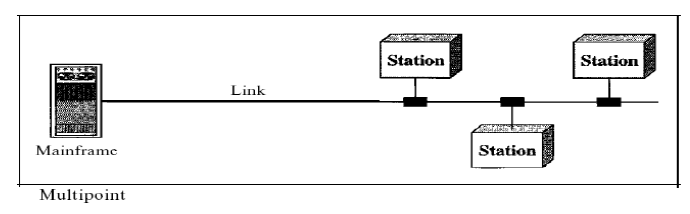 Station
Station
Link
Mainframe
Station
Multipoint